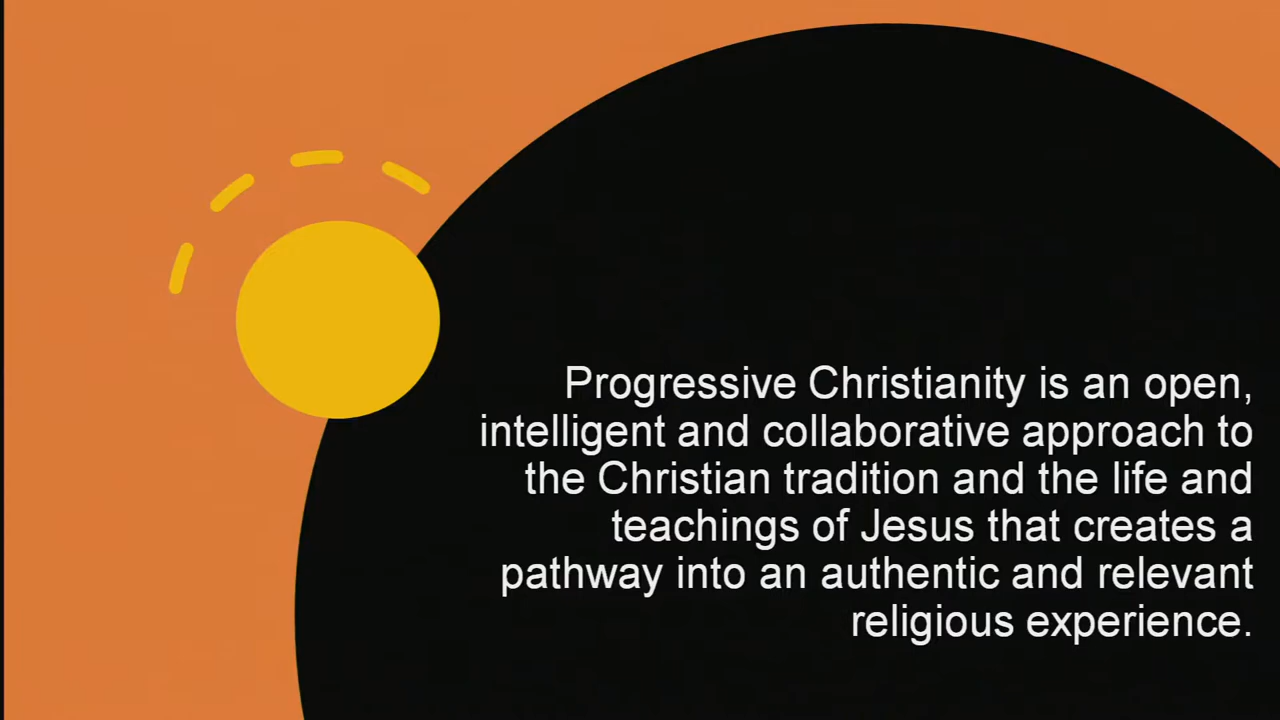 Progressive Christianity is an open,
intelligent and collaborative approach to
the Christian tradition and the life and
teachings of Jesus that creates a
pathway into an authentic and relevant
religious experience.